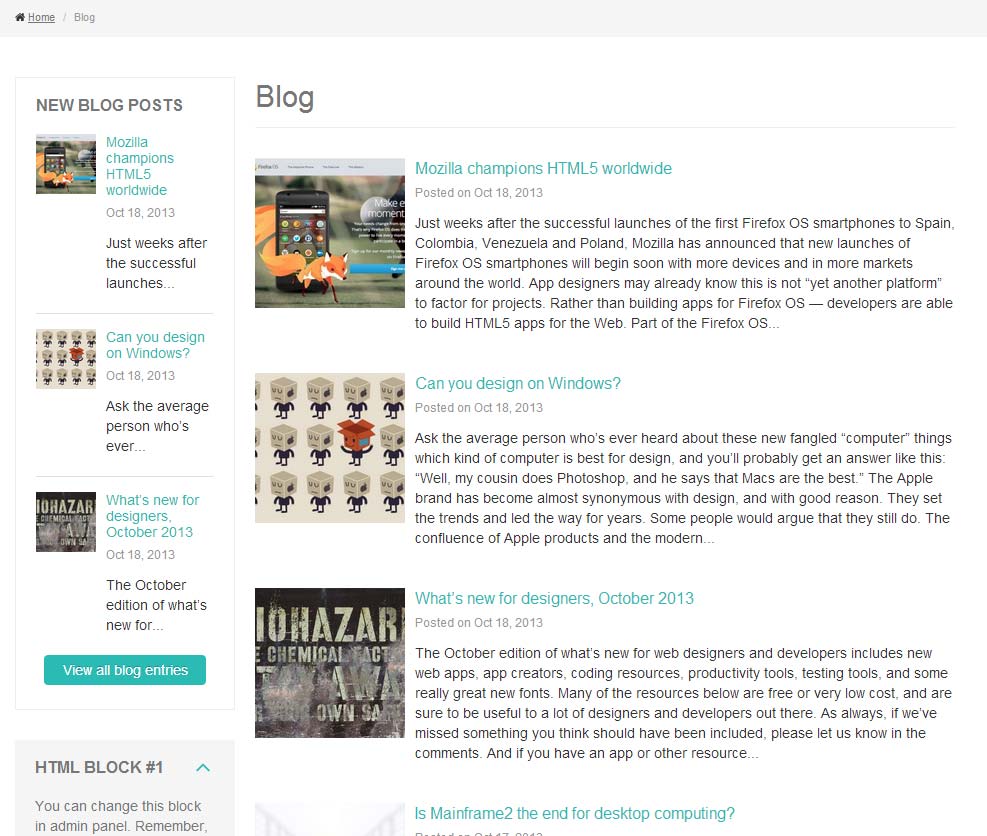 Home / Blog
NEW BLOG POSTS
Mozilla
champions
HTML5
worldwide
Oct 18, 2013
Just weeks after
the successful
launches...
Can you design
on Windows?
Oct 18, 2013
Ask the average
person who’s
ever...
HOAZAR
What’s new for
designers,
October 2013
Oct 18, 2013
The October
edition of what’s
new for...
View all blog entries
HTML BLOCK #1
You can change this block
in admin panel. Remember,
Blog
Firefox OS
Make e
moment
Mozilla champions HTML5 worldwide
Posted on Oct 18, 2013
Just weeks after the successful launches of the first Firefox OS smartphones to Spain,
Colombia, Venezuela and Poland, Mozilla has announced that new launches of
Firefox OS smartphones will begin soon with more devices and in more markets
around the world. App designers may already know this is not “yet another platform”
to factor for projects. Rather than building apps for Firefox OS — developers are able
to build HTML5 apps for the Web. Part of the Firefox OS...
Can you design on Windows?
Posted on Oct 18, 2013
Ask the average person who’s ever heard about these new fangled “computer” things
which kind of computer is best for design, and you’ll probably get an answer like this:
“Well, my cousin does Photoshop, and he says that Macs are the best.” The Apple
brand has become almost synonymous with design, and with good reason. They set
the trends and led the way for years. Some people would argue that they still do. The
confluence of Apple products and the modern...
IOHAZAR
E CHEMICAL FACT
OWN SA
What’s new for designers, October 2013
Posted on Oct 18, 2013
The October edition of what’s new for web designers and developers includes new
web apps, app creators, coding resources, productivity tools, testing tools, and some
really great new fonts. Many of the resources below are free or very low cost, and are
sure to be useful to a lot of designers and developers out there. As always, if we’ve
missed something you think should have been included, please let us know in the
comments. And if you have an app or other resource...
Is Mainframe2 the end for desktop computing?
Posted on Oct 17, 2013